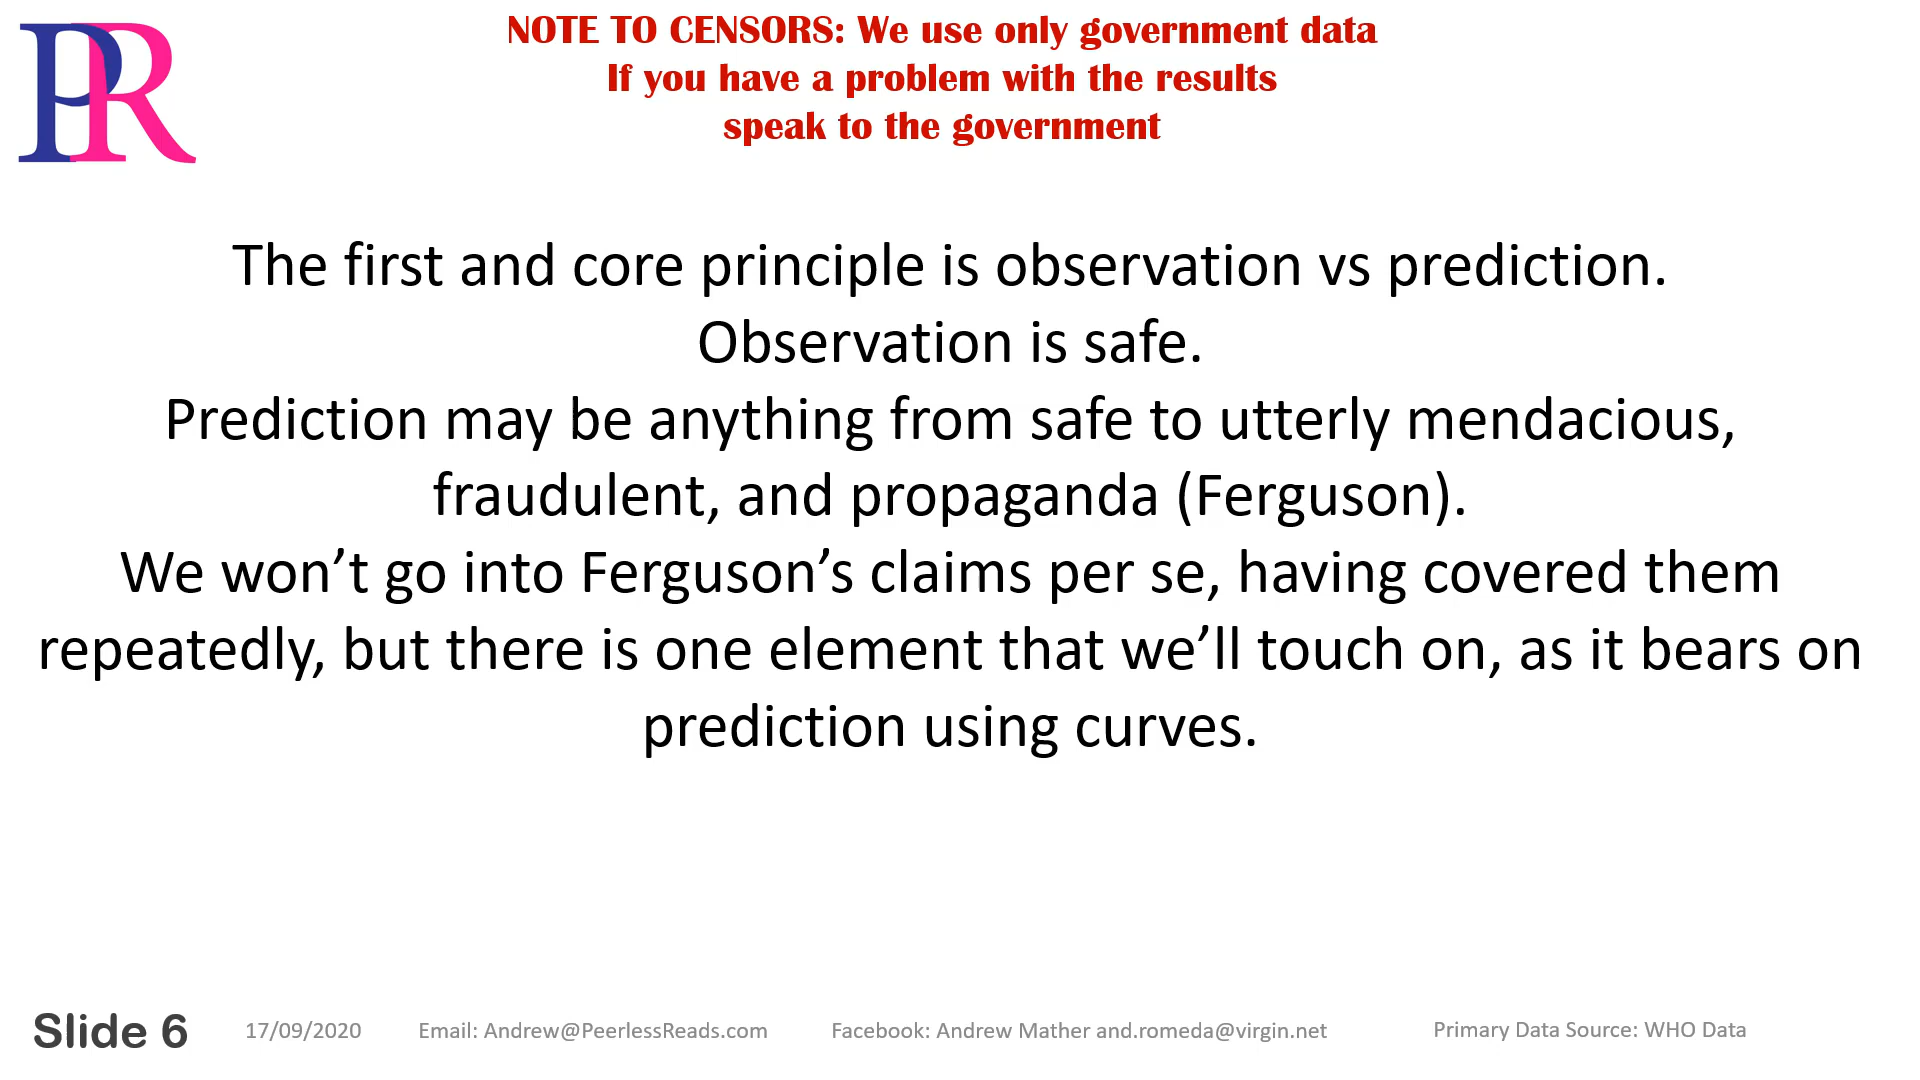 PR
NOTE TO CENSORS: We use only government data
If you have a problem with the results
speak to the government
The first and core principle is observation vs prediction.
Observation is safe.
Prediction may be anything from safe to utterly mendacious,
fraudulent, and propaganda (Ferguson).
We won’t go into Ferguson’s claims per se, having covered them
repeatedly, but there is one element that we’ll touch on, as it bears on
prediction using curves.
Slide 6 17/09/2020 Email: Andrew@PeerlessReads.com Facebook: Andrew Mather and.romeda@virgin.net Primary Data Source: WHO Data